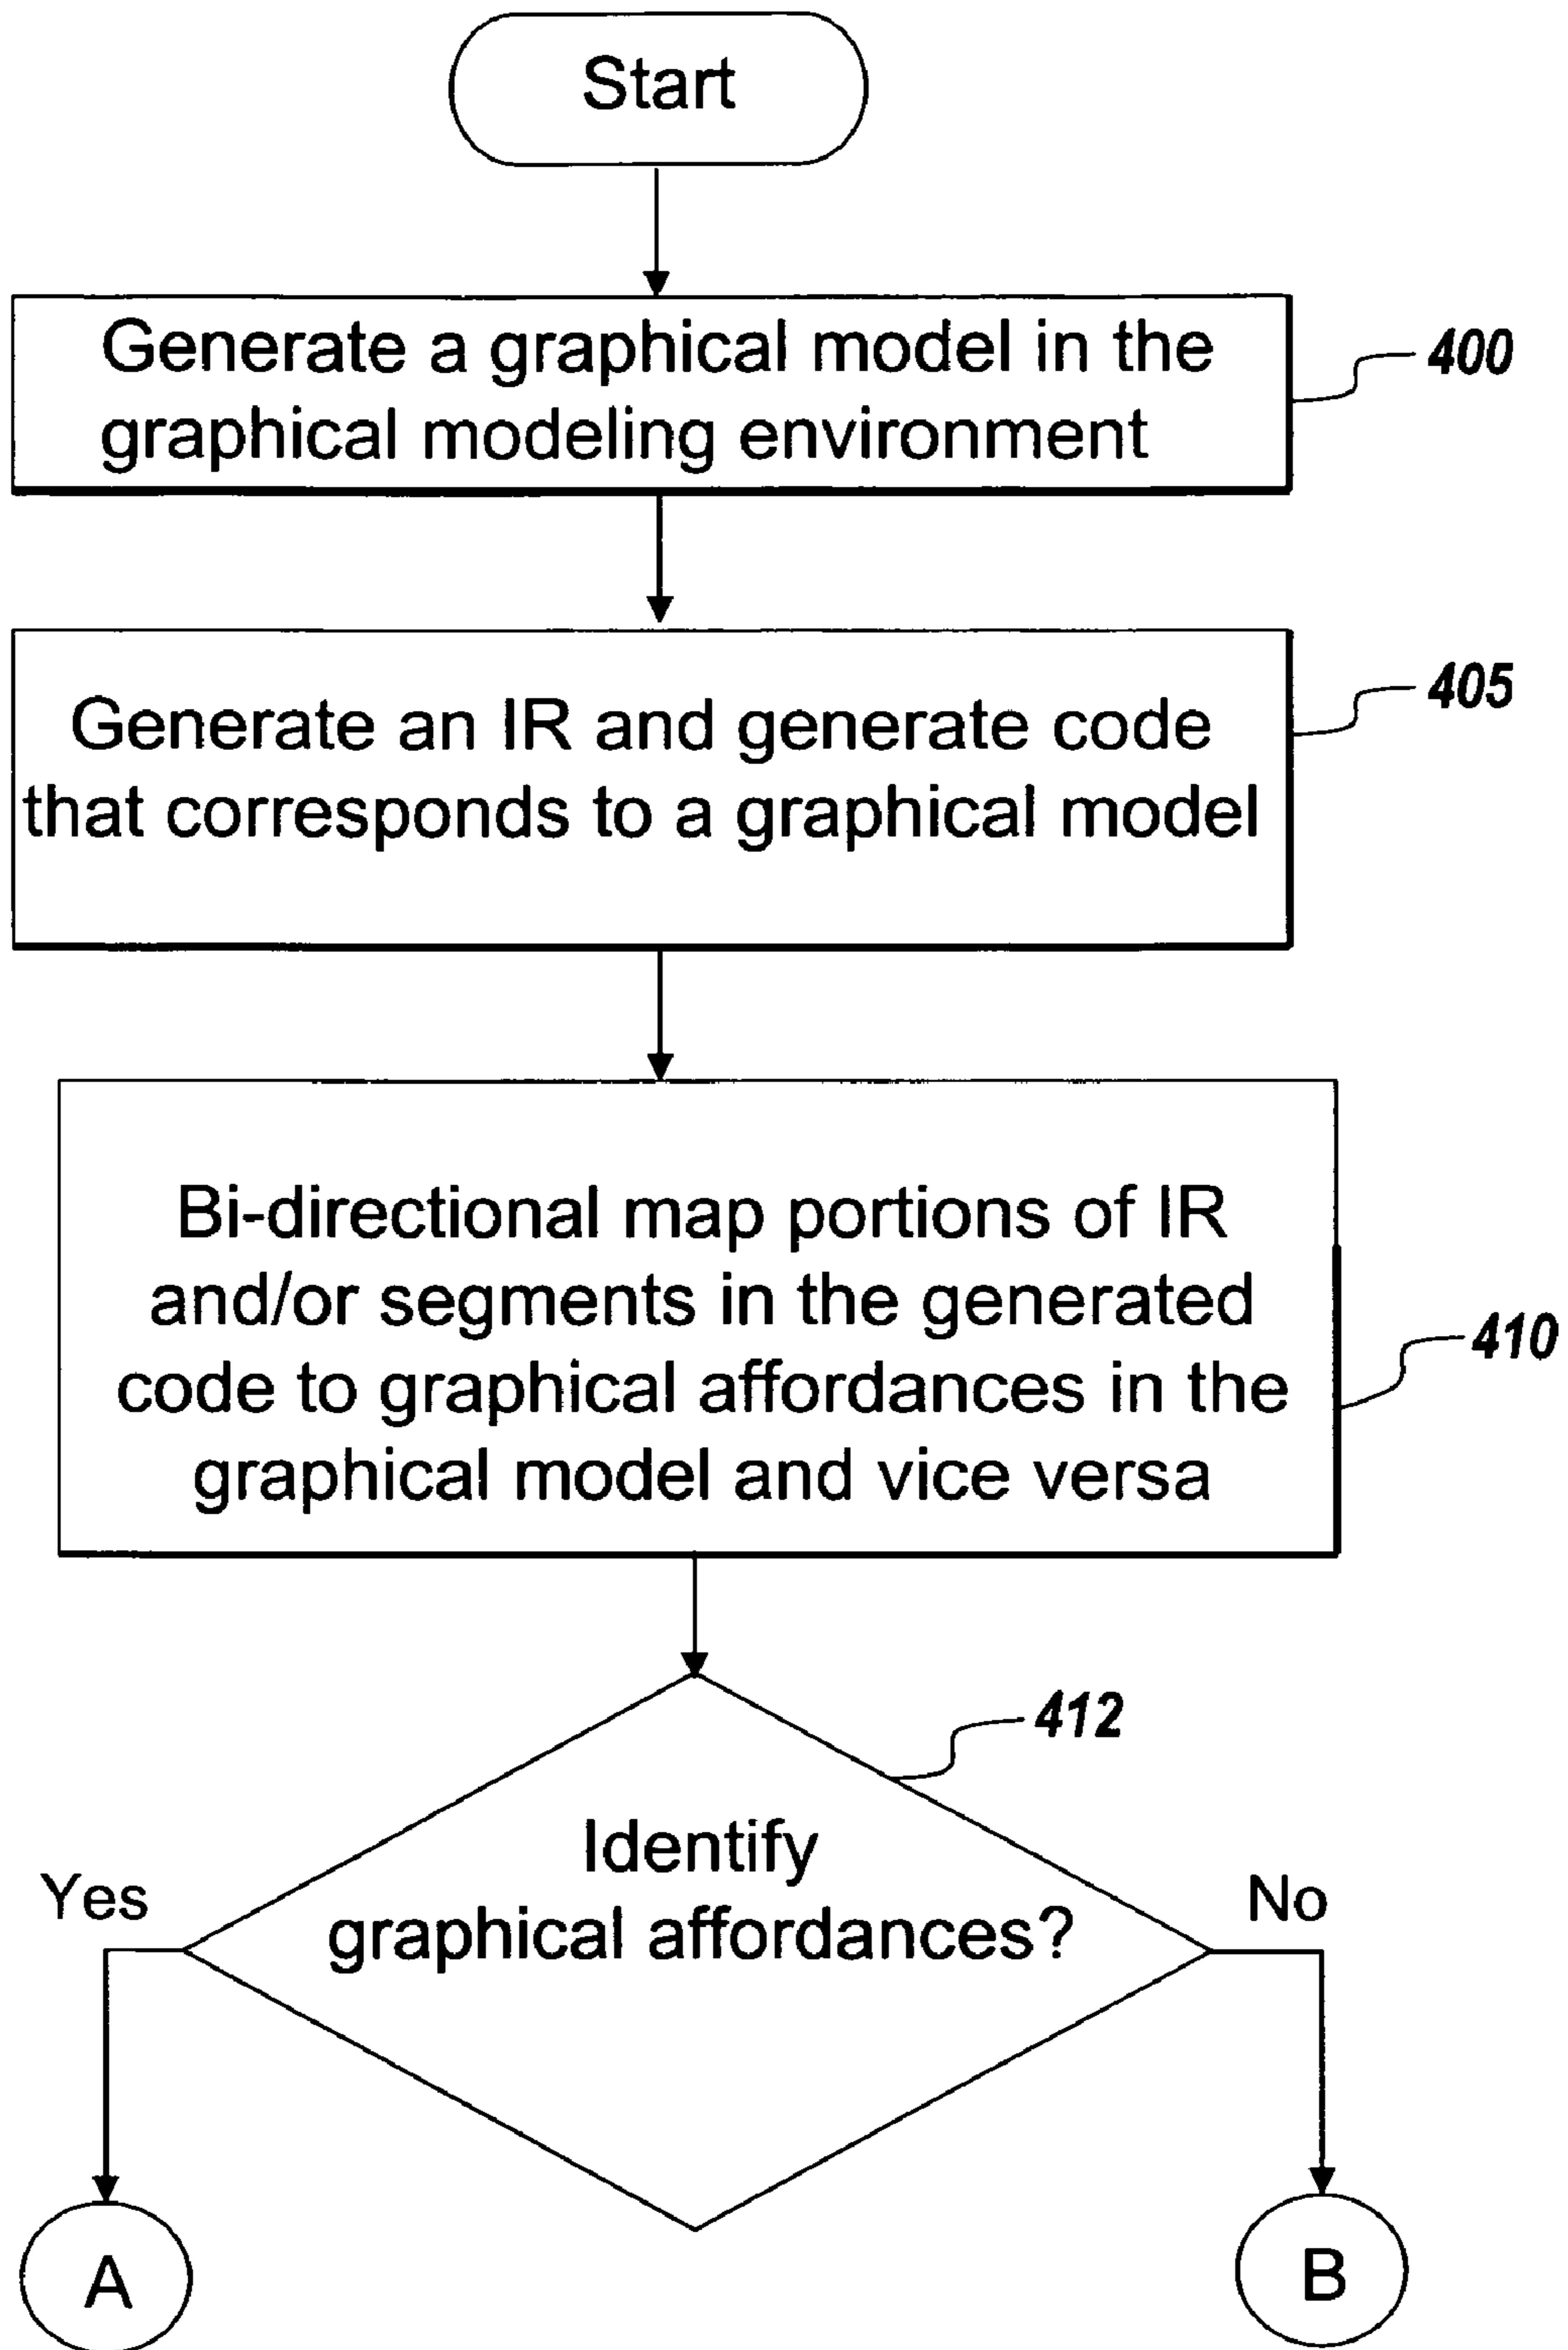 Start
Generate a graphical model in the
graphical modeling environment
400
Generate an IR and generate code
that corresponds to a graphical model
405
Bi-directional map portions of IR
and/or segments in the generated
code to graphical affordances in the
graphical model and vice versa
410
412
Identify
graphical affordances?
Yes
No
A
B